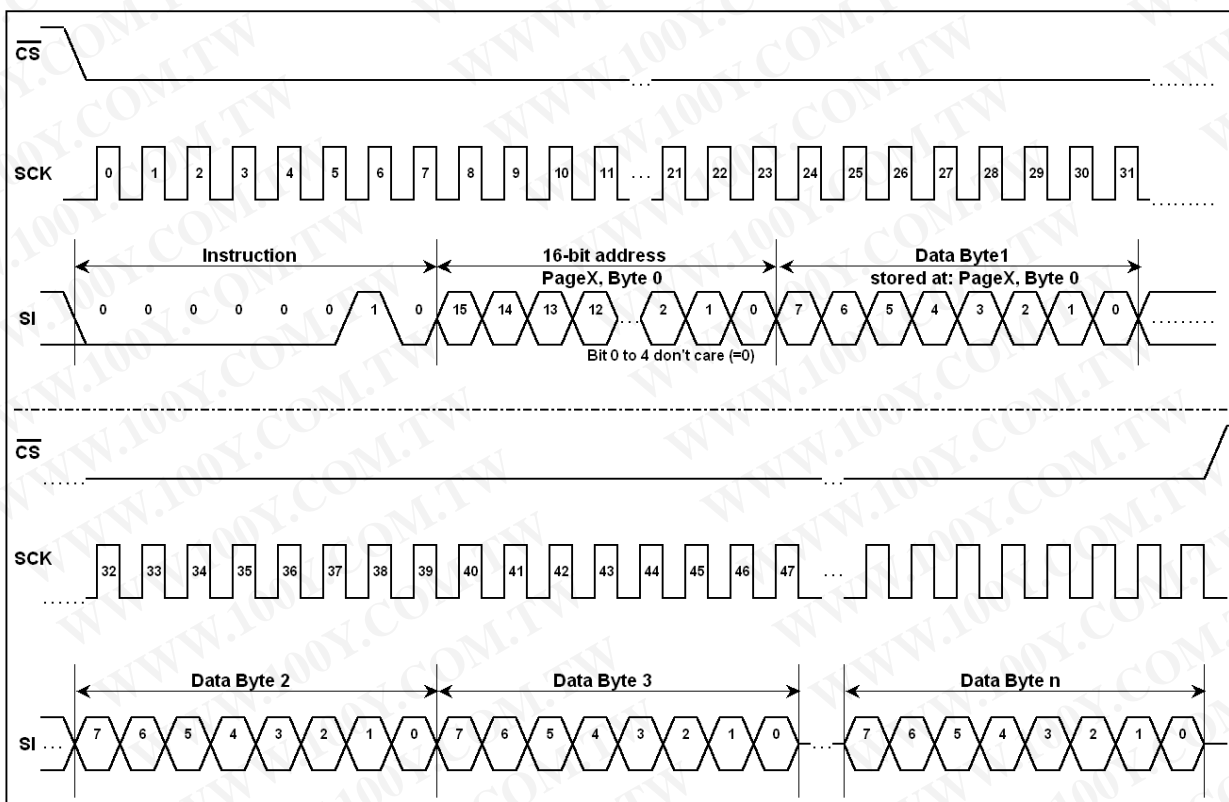 CS
SCK 0 1 2 3 4 5 6 7 8 9 10 11 ... 21 22 23 24 25 26 27 28 29 30 31
Instruction 16-bit address Data Byte1
PageX, Byte 0 stored at: PageX, Byte 0
SI 0 0 0 0 0 0 1 0 15 14 13 12 ... 2 1 0 7 6 5 4 3 2 1 0
Bit 0 to 4 don't care (=0)
CS
SCK 32 33 34 35 36 37 38 39 40 41 42 43 44 45 46 47 ...
Data Byte 2 Data Byte 3 Data Byte n
SI ... 7 6 5 4 3 2 1 0 7 6 5 4 3 2 1 0 ... 7 6 5 4 3 2 1 0
WWW.100Y.COM.TW